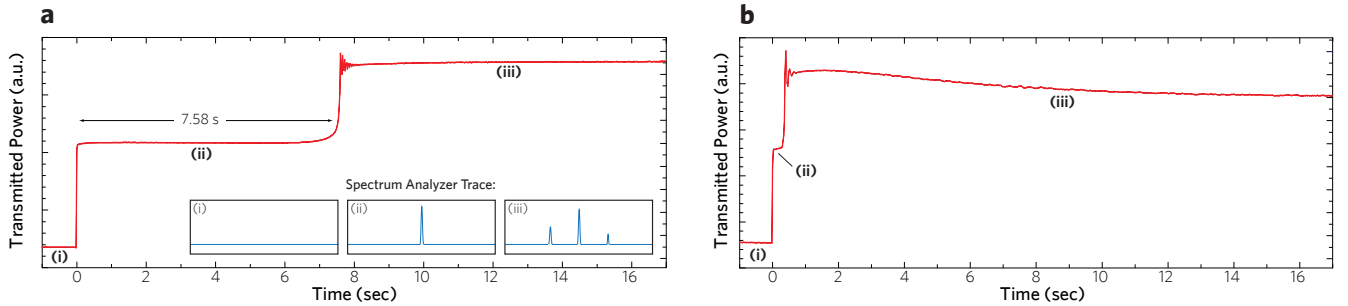 a
Transmitted Power (a.u.)
7.58 s
(ii)
(iii)
(i)
Spectrum Analyzer Trace:
(i)
(ii)
(iii)
0 2 4 6 8 10 12 14 16
Time (sec)
b
Transmitted Power (a.u.)
(ii)
(iii)
(i)
0 2 4 6 8 10 12 14 16
Time (sec)